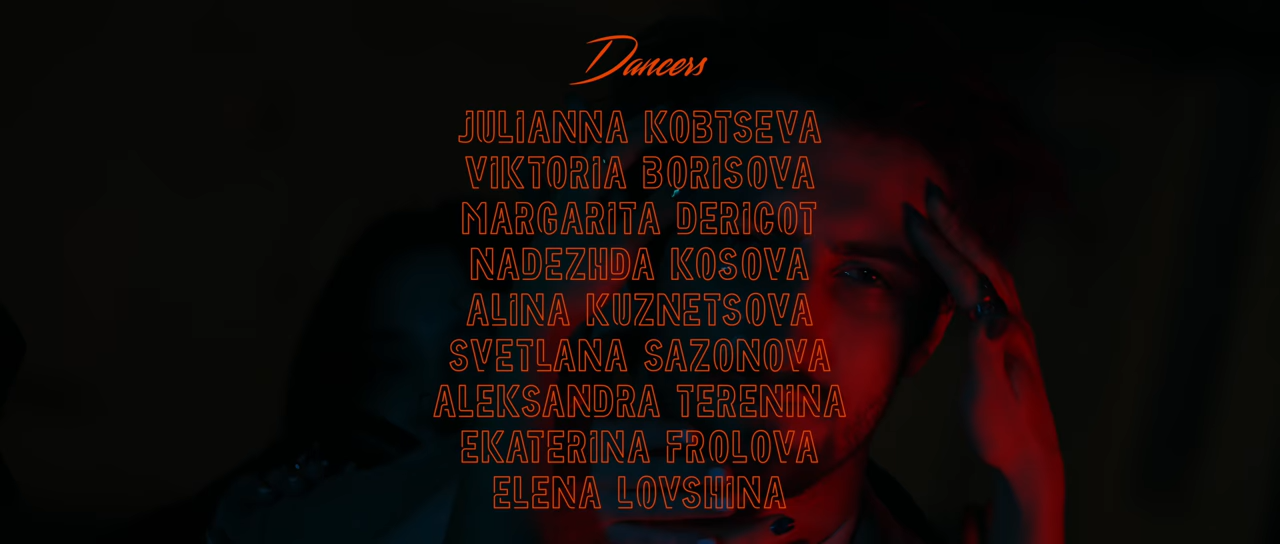 Dancers
JULIANNA KOBTSEVA
VIKTORIA BORISOVA
MARGARITA DERICOT
NADEZHDA KOSOVA
ALINA KUZNETSOVA
SVETLANA SAZONOVA
ALEKSANDRA TERENINA
EKATERINA FROLOVA
ELENA LOVSHINA